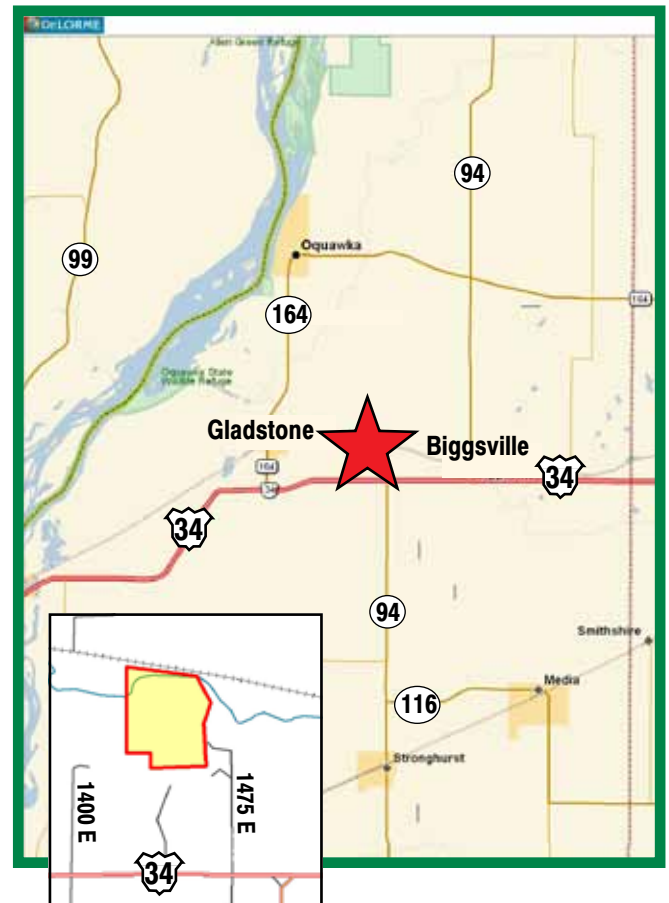 DeLORME
Allen Green Refuge
94
Oquawka
99
164
164
Oquawka State
Wildlife Refuge
Gladstone
Biggsville
164
34
34
34
94
Smithshire
Media
116
Stronghurst
1400 E
1475 E
34